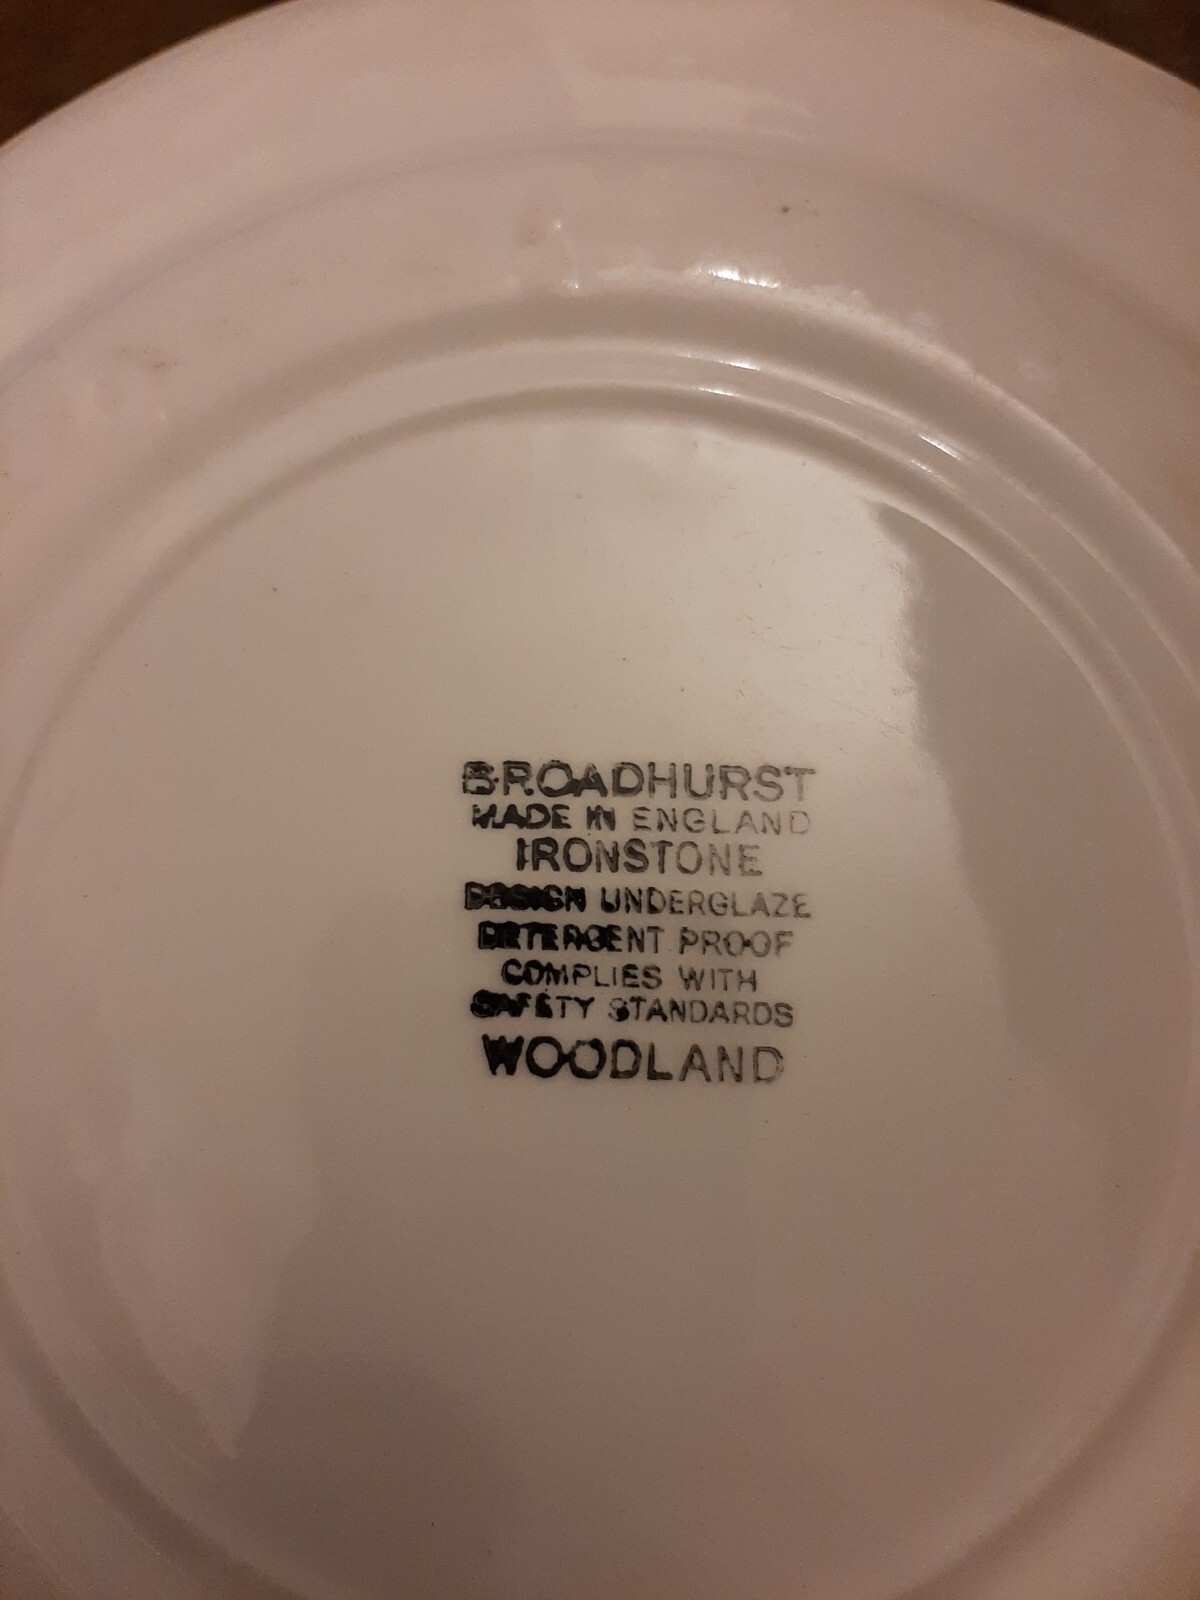 BROADHURST
MADE IN ENGLAND
IRONSTONE
DESIGN UNDERGLAZE
DETERGENT PROOF
COMPLIES WITH
SAFETY STANDARDS
WOODLAND